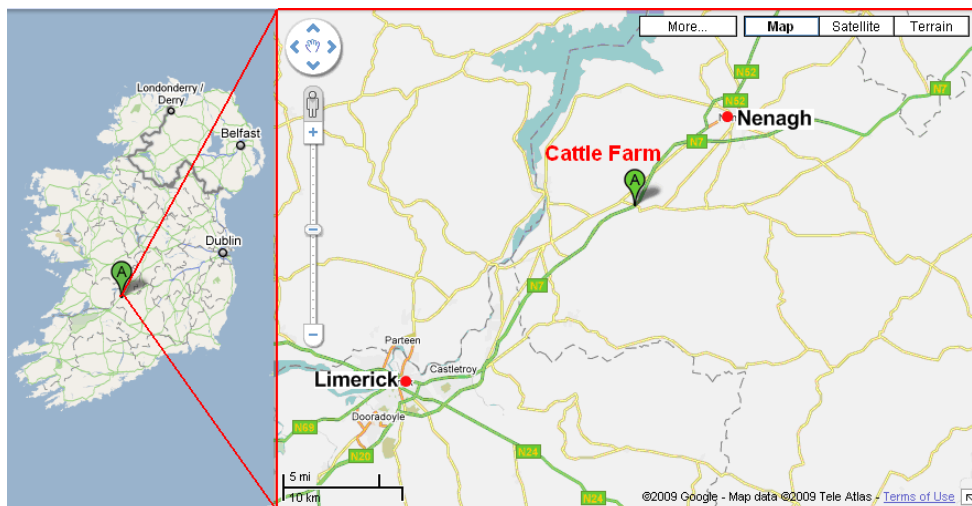 Londonderry /
Derry
Belfast
Dublin
A
More...
Map
Satellite
Terrain
N52
N7
N52
Nenagh
N7
Cattle Farm
A
N7
Parteen
Castletroy
Limerick
Dooradoyle
N69
N20
N24
N24
5 mi
10 km
©2009 Google - Map data ©2009 Tele Atlas - Terms of Use